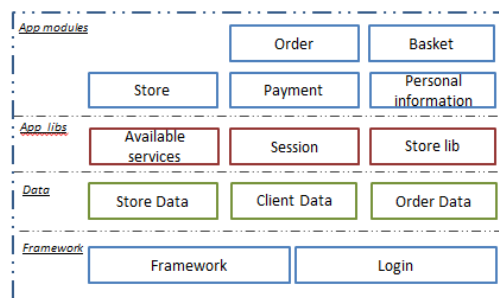 App modules
Order
Basket
Store
Payment
Personal
information
App libs
Available
services
Session
Store lib
Data
Store Data
Client Data
Order Data
Framework
Framework
Login